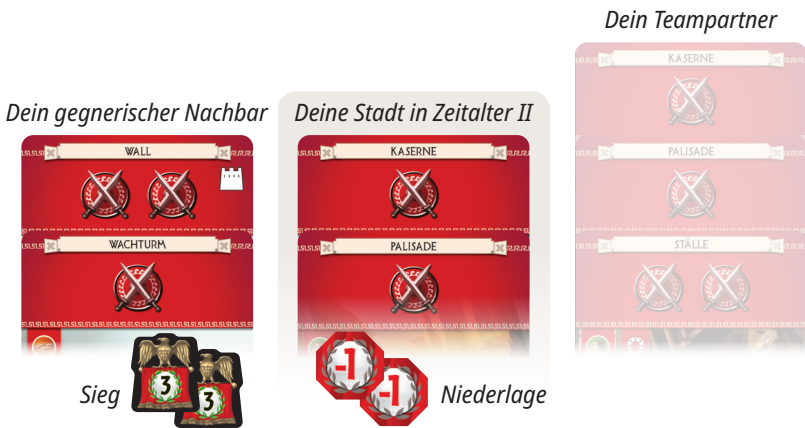 Dein Teampartner
KASERNE
Dein gegnerischer Nachbar
Deine Stadt in Zeitalter II
WALL
KASERNE
PALISADE
WACHTURM
PALISADE
STÄLLE
Sieg
3
3
-1
-1
Niederlage